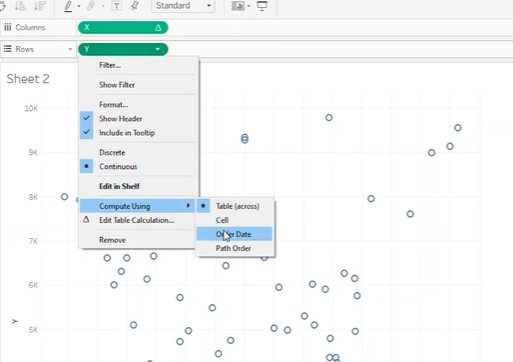 Standard
Columns
X
Rows
Y
Sheet 2
Filter...
Show Filter
Format...
Show Header
Include in Tooltip
Discrete
Continuous
Edit in Shelf
Compute Using
Edit Table Calculation...
Remove
Table (across)
Cell
Order Date
Path Order
10K
9K
8K
7K
6K
5K
Y